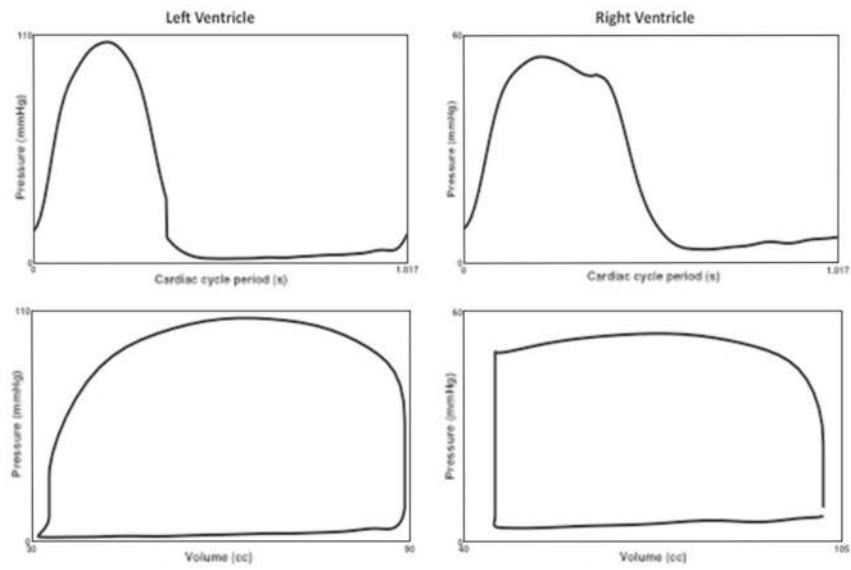 Left Ventricle
110
Pressure (mmHg)
0
0
Cardiac cycle period (s)
1.017
Right Ventricle
60
Pressure (mmHg)
0
0
Cardiac cycle period (s)
1.017
110
Pressure (mmHg)
0
30
Volume (cc)
90
60
Pressure (mmHg)
0
40
Volume (cc)
105